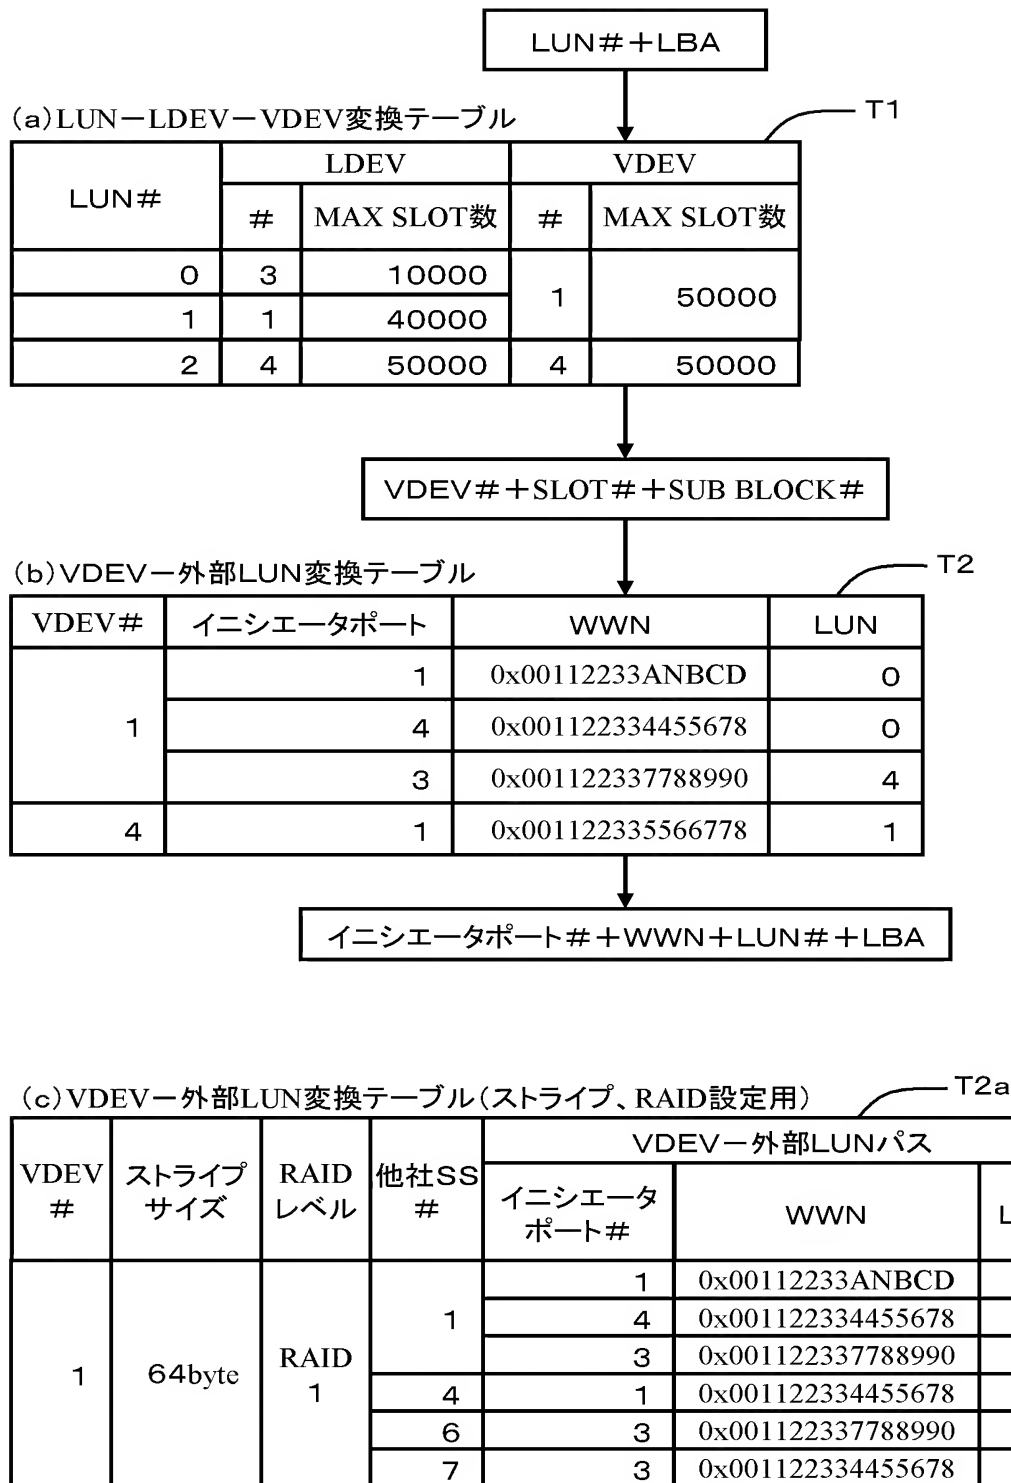 LUN#+LBA
(a)LUN－LDEV－VDEV変換テーブル
T1
LUN# LDEV VDEV
# MAX SLOT数 # MAX SLOT数
0 3 10000 1 50000
1 1 40000
2 4 50000 4 50000
VDEV#+SLOT#+SUB BLOCK#
(b)VDEV－外部LUN変換テーブル
T2
VDEV# イニシエータポート WWN LUN
1 1 0x00112233ANBCD 0
4 0x001122334455678 0
3 0x001122337788990 4
4 1 0x001122335566778 1
イニシエータポート#+WWN+LUN#+LBA
(c)VDEV－外部LUN変換テーブル(ストライプ、RAID設定用)
T2a
VDEV－外部LUNパス
VDEV ストライプ RAID 他社SS
# サイズ レベル #
イニシエータ WWN L
ポート#
1 64byte RAID
1
1 1 0x00112233ANBCD
4 0x001122334455678
3 0x001122337788990
4 1 0x001122334455678
6 3 0x001122337788990
7 3 0x001122334455678